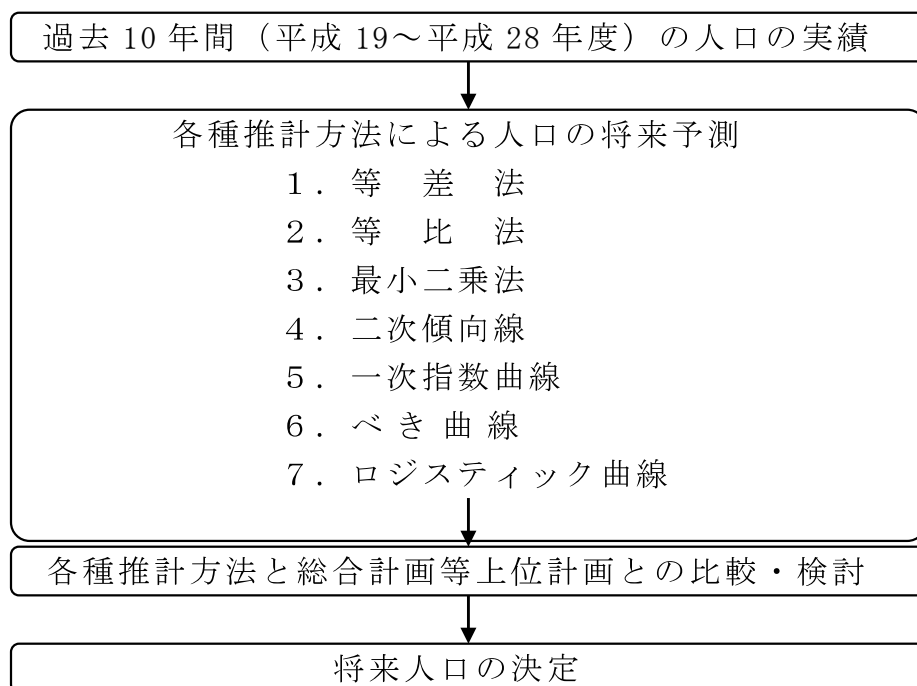 過去 10 年間（平成 19～平成 28 年度）の人口の実績
各種推計方法による人口の将来予測
１．等　差　法
２．等　比　法
３．最小二乗法
４．二次傾向線
５．一次指数曲線
６．べ き 曲 線
７．ロジスティック曲線
各種推計方法と総合計画等上位計画との比較・検討
将来人口の決定